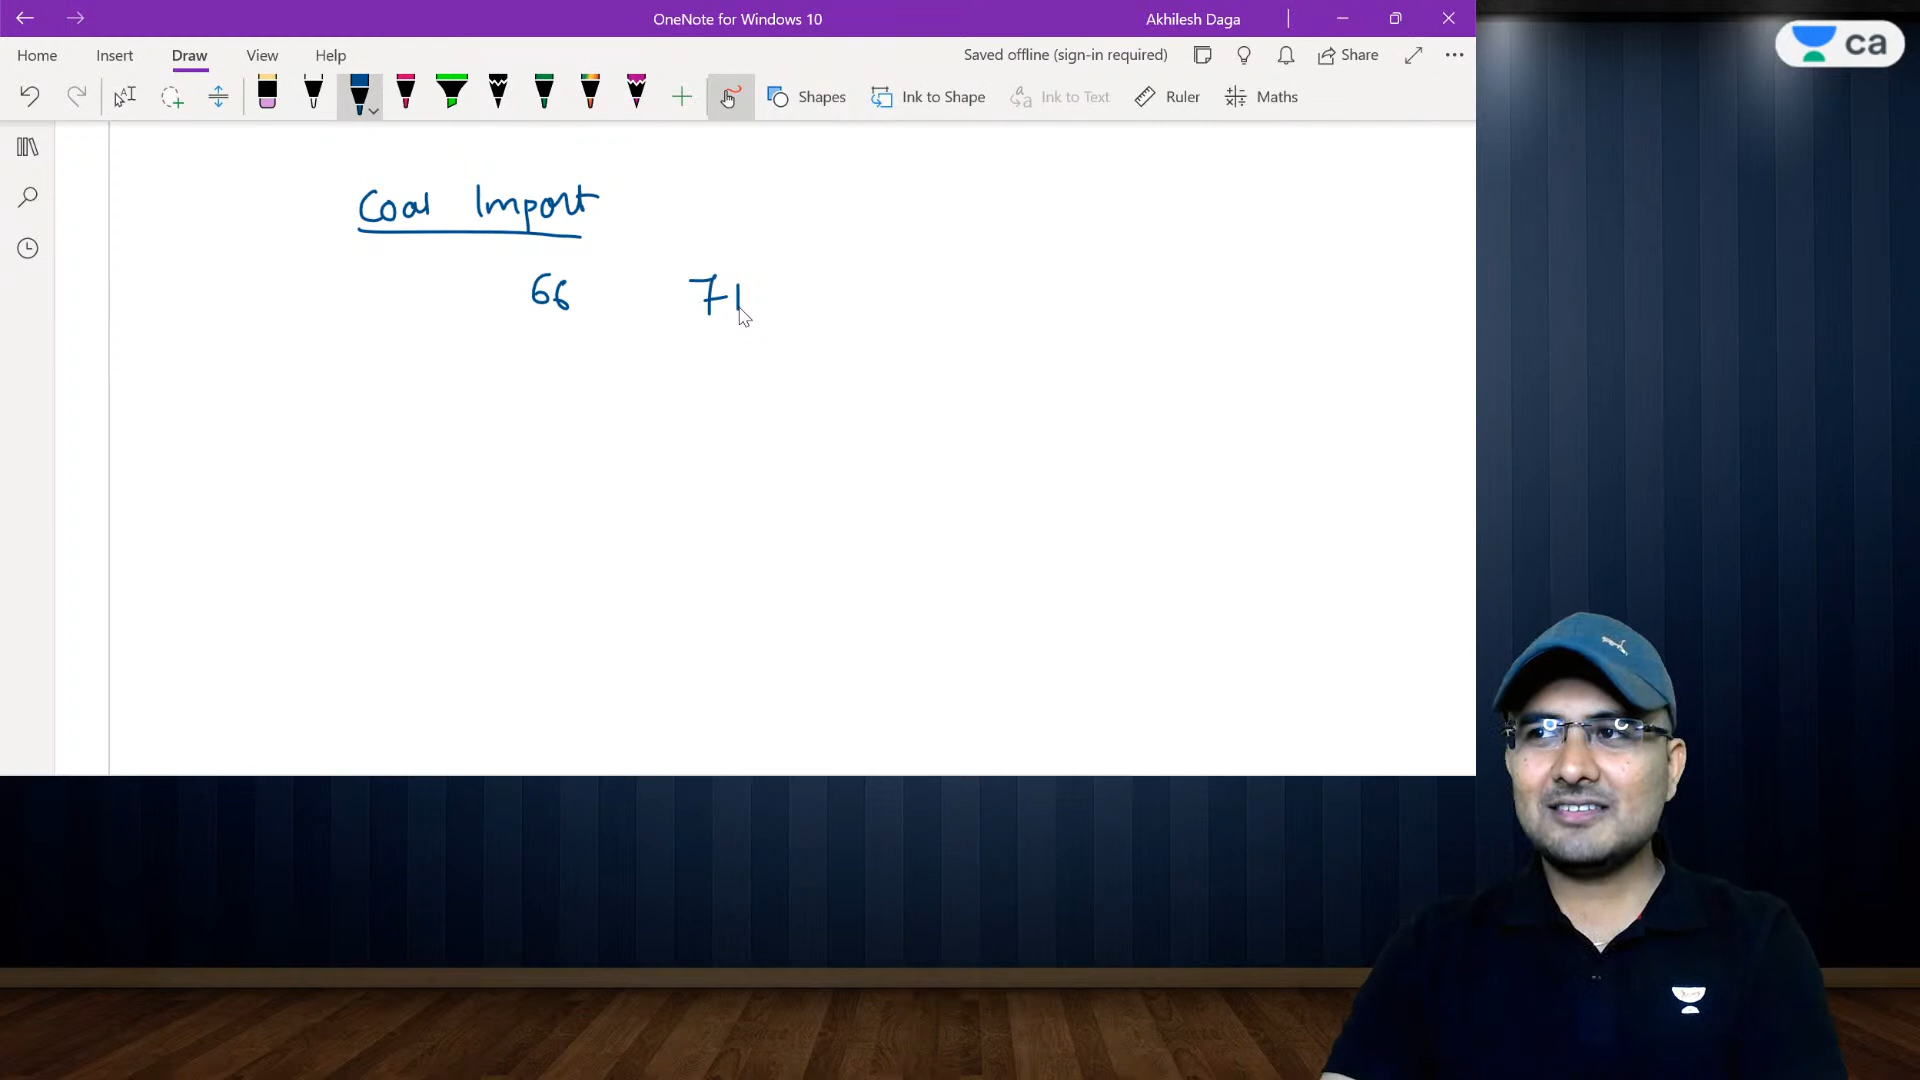 OneNote for Windows 10
Akhilesh Daga
ca
Home Insert Draw View Help
Saved offline (sign-in required)
Share
Shapes
Ink to Shape
Ink to Text
Ruler
Maths
Coal Import
66 71